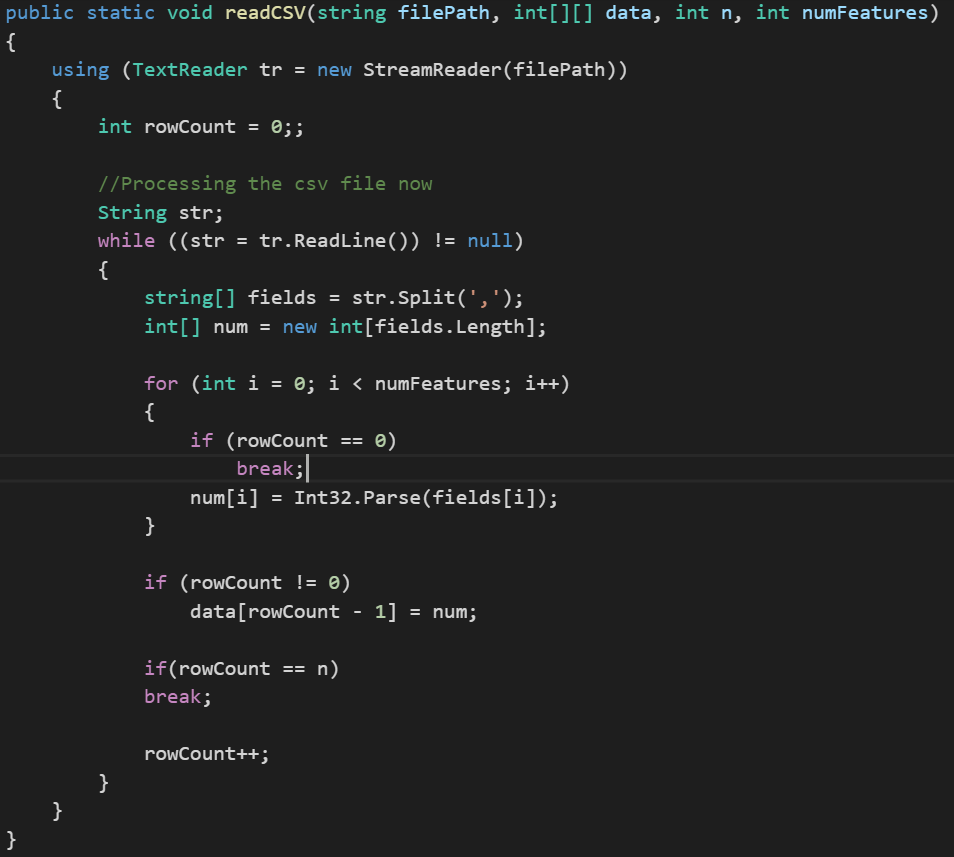 public static void readCSV(string filePath, int[][] data, int n, int numFeatures)
{
    using (TextReader tr = new StreamReader(filePath))
    {
        int rowCount = 0;;

        //Processing the csv file now
        String str;
        while ((str = tr.ReadLine()) != null)
        {
            string[] fields = str.Split(',');
            int[] num = new int[fields.Length];

            for (int i = 0; i < numFeatures; i++)
            {
                if (rowCount == 0)
                    break;
                num[i] = Int32.Parse(fields[i]);
            }

            if (rowCount != 0)
                data[rowCount - 1] = num;

            if(rowCount == n)
            break;

            rowCount++;
        }
    }
}